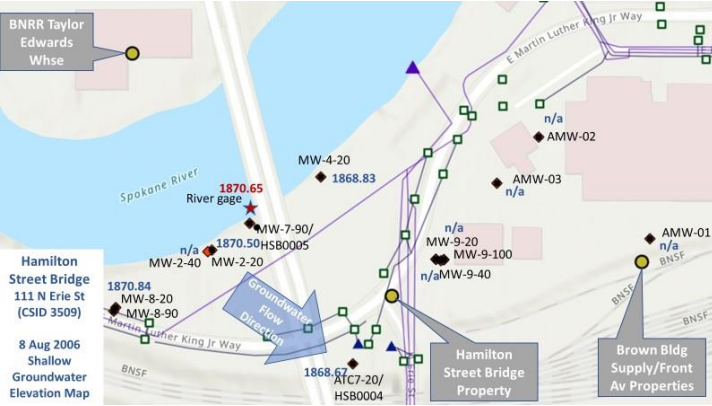 BNRR Taylor
Edwards
Whse
E Martin Luther King Jr Way
n/a
AMW-02
MW-4-20
1868.83
AMW-03
n/a
Spokane River
1870.65
River gage
MW-7-90/
HSB0005
n/a
1870.50
MW-2-40
MW-2-20
n/a
MW-9-20
MW-9-100
n/a
MW-9-40
AMW-01
n/a
BNSF
BNSF
BNSF
BNSF
Hamilton
Street Bridge
111 N Erie St
(CSID 3509)
8 Aug 2006
Shallow
Groundwater
Elevation Map
1870.84
MW-8-20
MW-8-90
Martin Luther King Jr Way
Groundwater
Flow
Direction
1868.67
ATC7-20/
HSB0004
Hamilton
Street Bridge
Property
Brown Bldg
Supply/Front
Av Properties